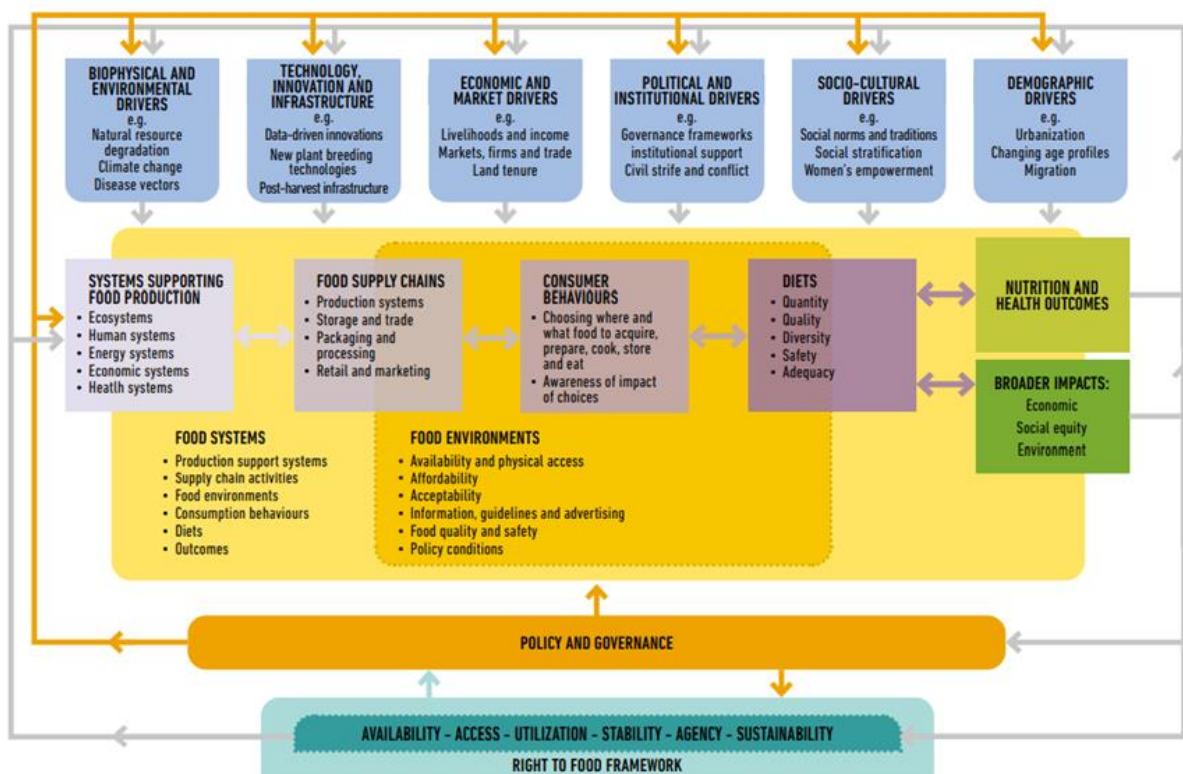 BIOPHYSICAL AND
ENVIRONMENTAL
DRIVERS
e.g.
Natural resource
degradation
Climate change
Disease vectors
TECHNOLOGY,
INNOVATION AND
INFRASTRUCTURE
e.g.
Data-driven innovations
New plant breeding
technologies
Post-harvest infrastructure
ECONOMIC AND
MARKET DRIVERS
e.g.
Livelihoods and income
Markets, firms and trade
Land tenure
POLITICAL AND
INSTITUTIONAL DRIVERS
e.g.
Governance frameworks
institutional support
Civil strife and conflict
SOCIO-CULTURAL
DRIVERS
e.g.
Social norms and traditions
Social stratification
Women's empowerment
DEMOGRAPHIC
DRIVERS
e.g.
Urbanization
Changing age profiles
Migration
SYSTEMS SUPPORTING
FOOD PRODUCTION
• Ecosystems
• Human systems
• Energy systems
• Economic systems
• Health systems
FOOD SUPPLY CHAINS
• Production systems
• Storage and trade
• Packaging and
processing
• Retail and marketing
CONSUMER
BEHAVIOURS
• Choosing where and
what food to acquire,
prepare, cook, store
and eat
• Awareness of impact
of choices
DIETS
• Quantity
• Quality
• Diversity
• Safety
• Adequacy
NUTRITION AND
HEALTH OUTCOMES
BROADER IMPACTS:
Economic
Social equity
Environment
FOOD SYSTEMS
• Production support systems
• Supply chain activities
• Food environments
• Consumption behaviours
• Diets
• Outcomes
FOOD ENVIRONMENTS
• Availability and physical access
• Affordability
• Acceptability
• Information, guidelines and advertising
• Food quality and safety
• Policy conditions
POLICY AND GOVERNANCE
AVAILABILITY – ACCESS – UTILIZATION – STABILITY – AGENCY – SUSTAINABILITY
RIGHT TO FOOD FRAMEWORK